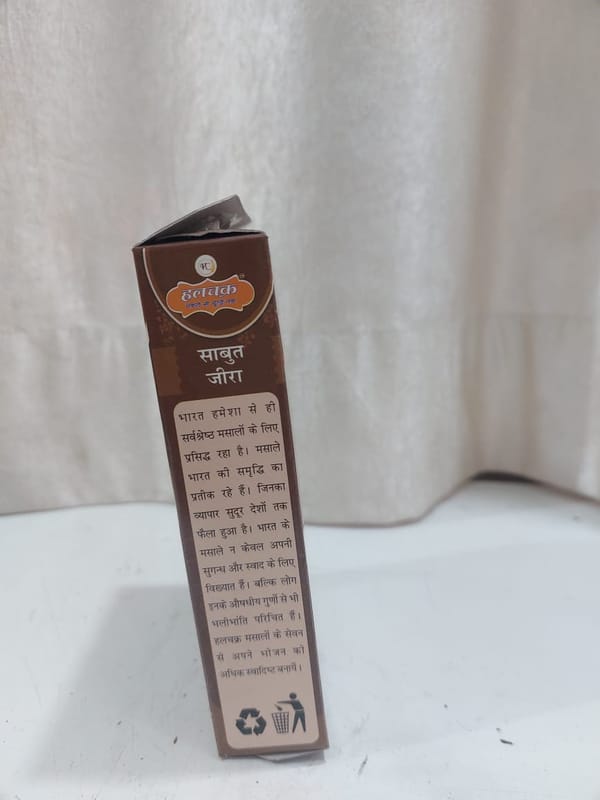 हलचक्र
साबुत
जीरा
भारत हमेशा से ही
सर्वश्रेष्ठ मसालों के लिए
प्रसिद्ध रहा है। मसाले
भारत की समृद्धि का
प्रतीक रहे हैं। जिनका
व्यापार सुदूर देशों तक
फैला हुआ है। भारत के
मसाले न केवल अपनी
सुगन्ध और स्वाद के लिए
विख्यात हैं। बल्कि लोग
इनके औषधीय गुणों से भी
भलीभांति परिचित हैं।
हलचक्र मसालों के सेवन
से अपने भोजन को
अधिक स्वादिष्ट बनायें।